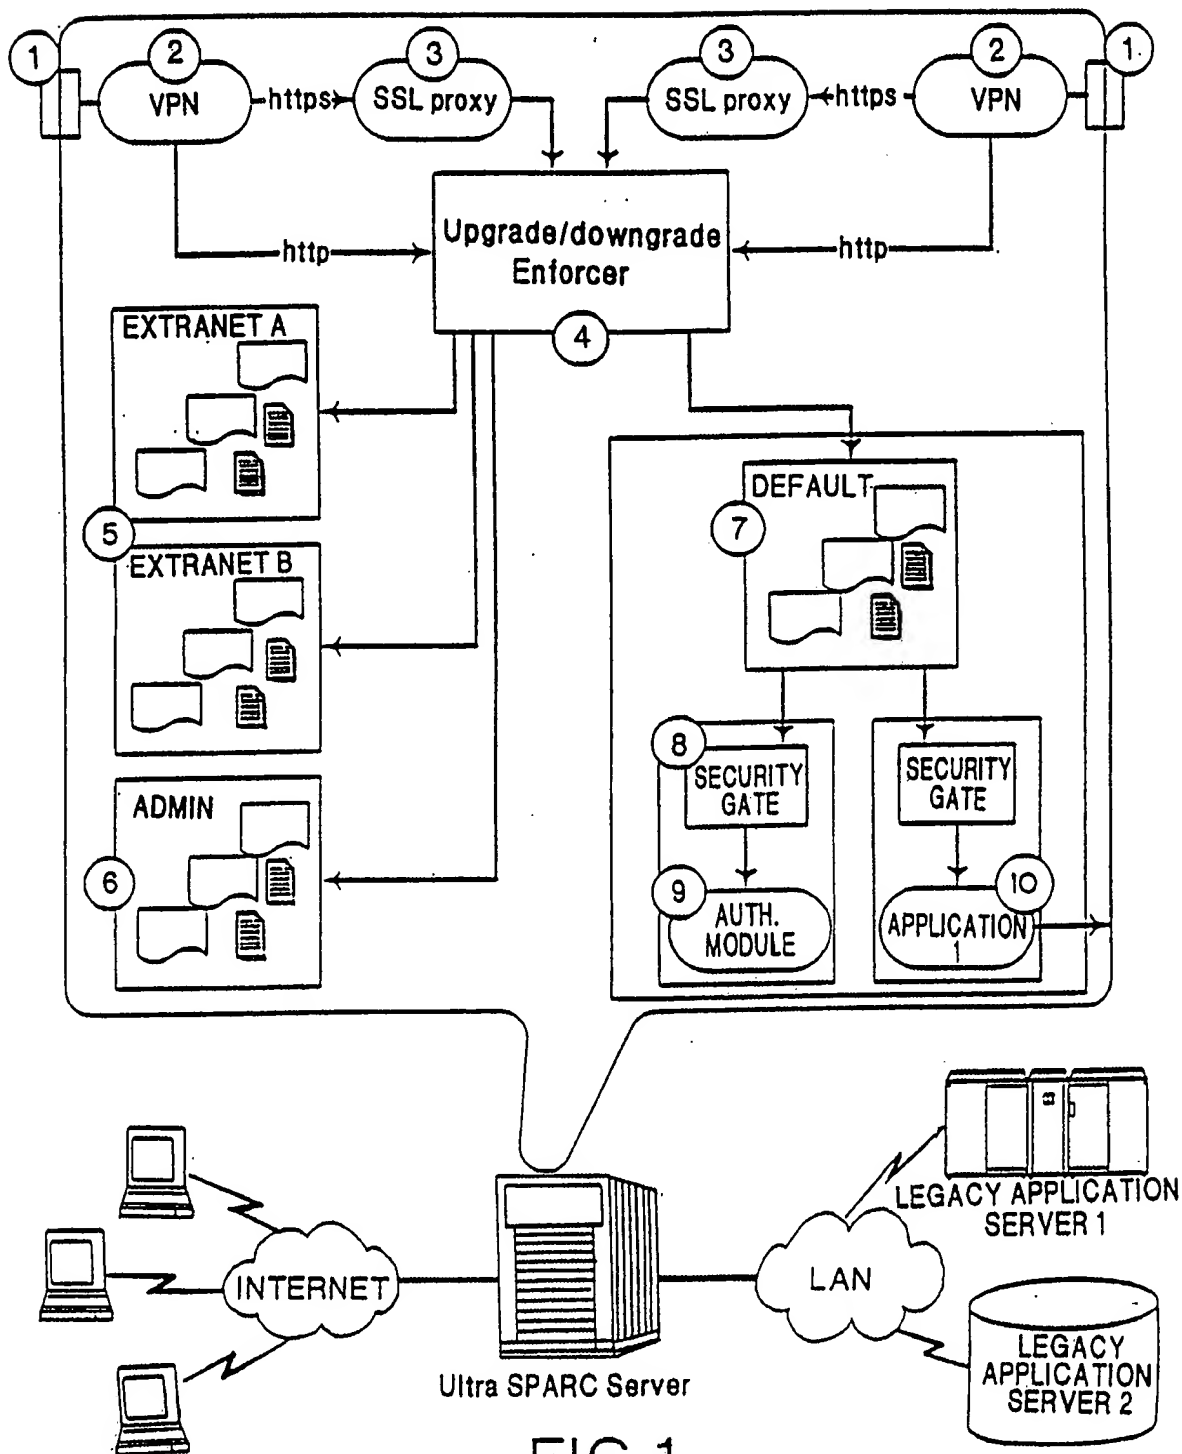 1
2
VPN
https
3
SSL proxy
3
SSL proxy
https
2
VPN
1
http
Upgrade/downgrade
Enforcer
http
4
EXTRANET A
5
EXTRANET B
ADMIN
6
DEFAULT
7
8
SECURITY
GATE
SECURITY
GATE
9
AUTH.
MODULE
10
APPLICATION
1
LEGACY APPLICATION
SERVER 1
INTERNET
LAN
Ultra SPARC Server
LEGACY
APPLICATION
SERVER 2
FIG. 1